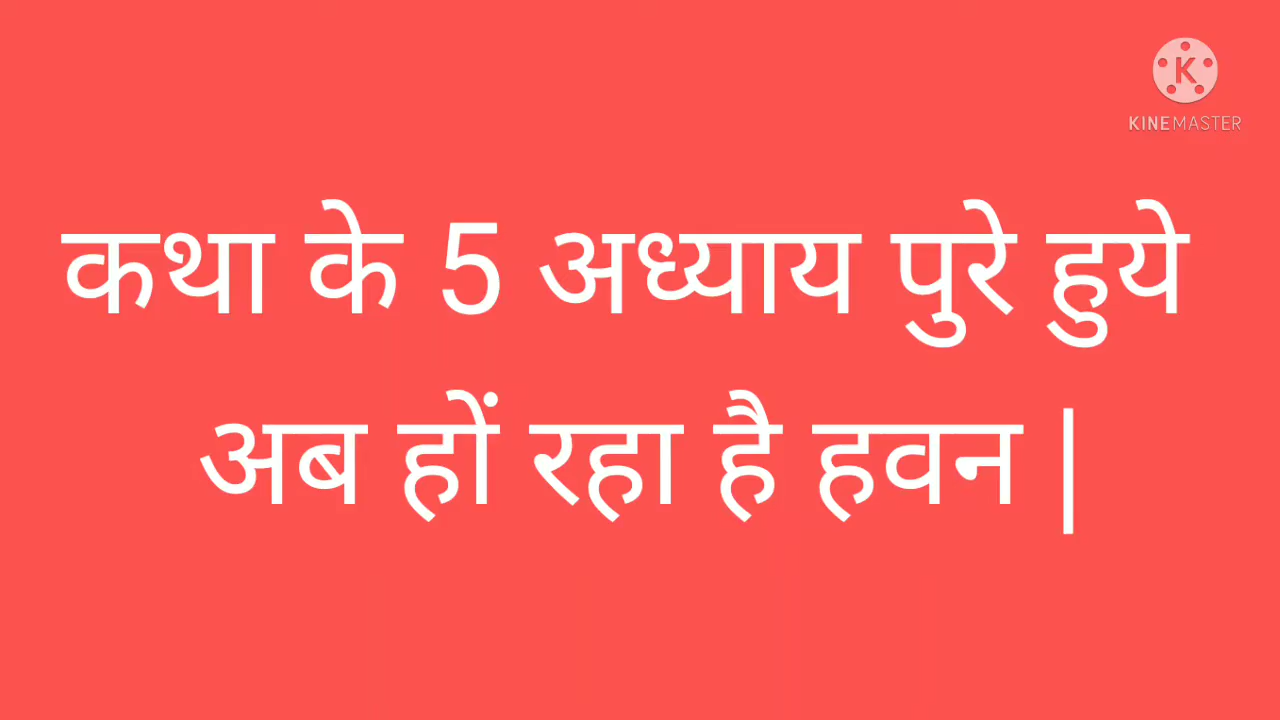 KINEMASTER
कथा के 5 अध्याय पुरे हुये
अब हों रहा है हवन |